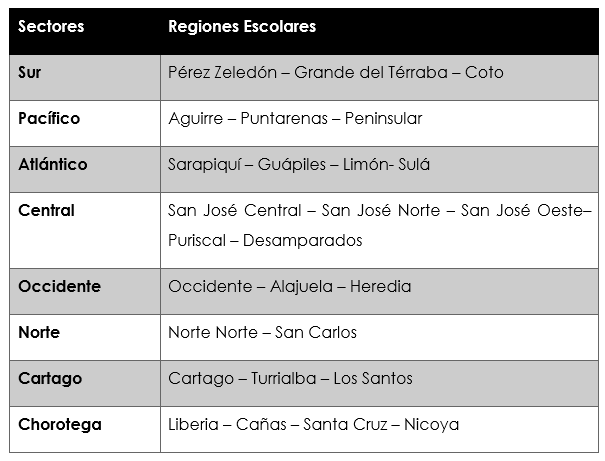 Sectores Regiones Escolares
Sur Pérez Zeledón – Grande del Térraba – Coto
Pacífico Aguirre – Puntarenas – Peninsular
Atlántico Sarapiquí – Guápiles – Limón- Sulá
Central San José Central – San José Norte – San José Oeste–
Puriscal – Desamparados
Occidente Occidente – Alajuela – Heredia
Norte Norte Norte – San Carlos
Cartago Cartago – Turrialba – Los Santos
Chorotega Liberia – Cañas – Santa Cruz – Nicoya